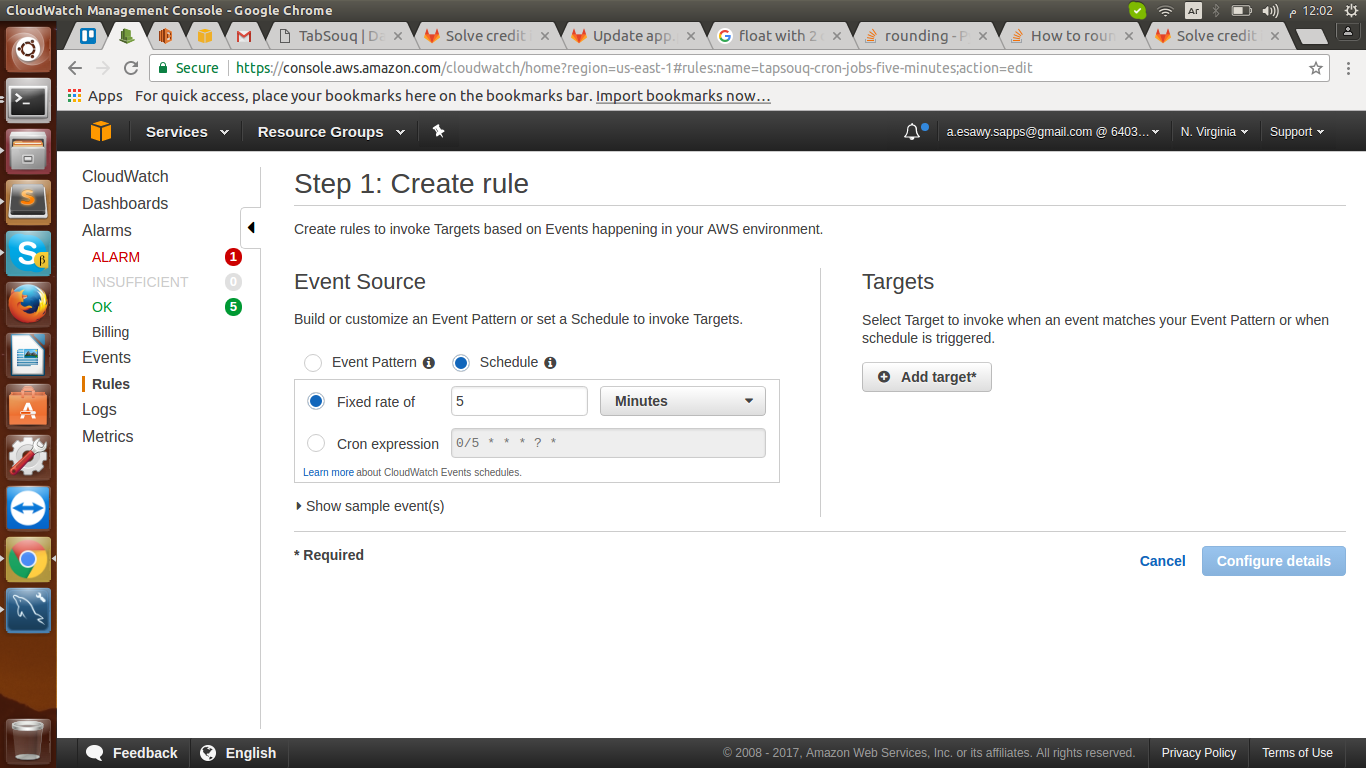 CloudWatch Management Console - Google Chrome
Ar
م 12:02
TabSouq | Da
Solve credit
Update app.
float with 2
rounding - P
How to roun
Solve credit
Secure
https://console.aws.amazon.com/cloudwatch/home?region=us-east-1#rules:name=tapsouq-cron-jobs-five-minutes;action=edit
Apps
For quick access, place your bookmarks here on the bookmarks bar. Import bookmarks now…
Services
Resource Groups
a.esawy.sapps@gmail.com @ 6403…
N. Virginia
Support
CloudWatch
Dashboards
Alarms
ALARM 1
INSUFFICIENT 0
OK 5
Billing
Events
Rules
Logs
Metrics
Step 1: Create rule
Create rules to invoke Targets based on Events happening in your AWS environment.
Event Source
Build or customize an Event Pattern or set a Schedule to invoke Targets.
Event Pattern
Schedule
Fixed rate of 5 Minutes
Cron expression 0/5 * * * ? *
Learn more about CloudWatch Events schedules.
Show sample event(s)
Targets
Select Target to invoke when an event matches your Event Pattern or when
schedule is triggered.
Add target*
* Required
Cancel
Configure details
Feedback
English
© 2008 - 2017, Amazon Web Services, Inc. or its affiliates. All rights reserved.
Privacy Policy
Terms of Use